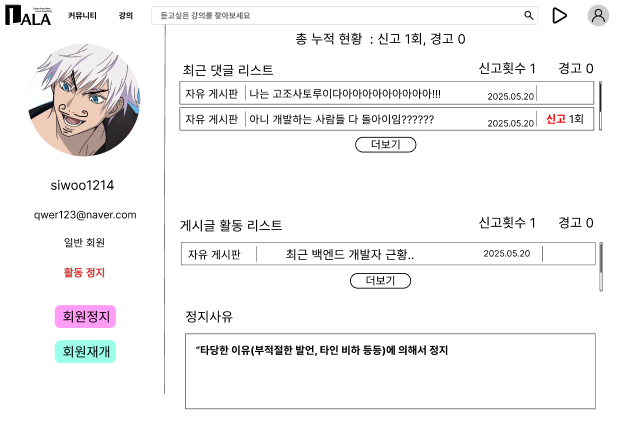 ALA
커뮤니티
강의
듣고싶은 강의를 찾아보세요
총 누적 현황 : 신고 1회, 경고 0
최근 댓글 리스트
신고횟수 1
경고 0
자유 게시판
나는 고조사토루이다아아아아아아아아아!!!
2025.05.20
자유 게시판
아니 개발하는 사람들 다 돌아이임??????
2025.05.20
신고 1회
더보기
siwoo1214
qwer123@naver.com
일반 회원
활동 정지
회원정지
회원재개
게시글 활동 리스트
신고횟수 1
경고 0
자유 게시판
최근 백엔드 개발자 근황..
2025.05.20
더보기
정지사유
“타당한 이유(부적절한 발언, 타인 비하 등등)에 의해서 정지